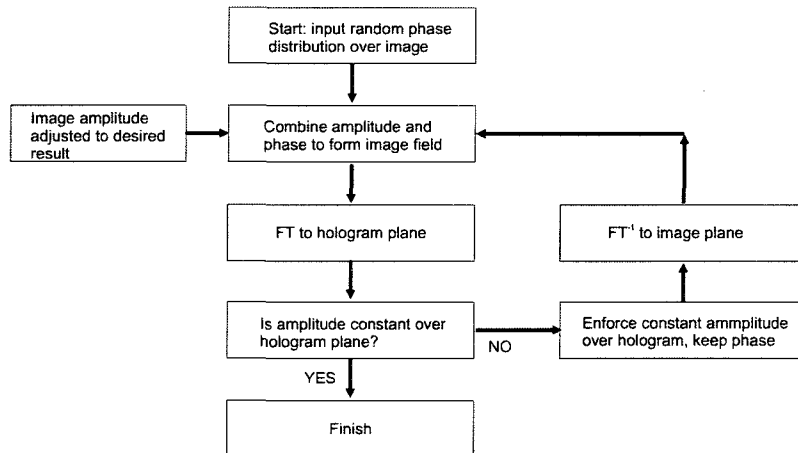 Start: input random phase
distribution over image
Image amplitude
adjusted to desired
result
Combine amplitude and
phase to form image field
FT to hologram plane
FT⁻¹ to image plane
Is amplitude constant over
hologram plane?
NO
Enforce constant ammplitude
over hologram, keep phase
YES
Finish